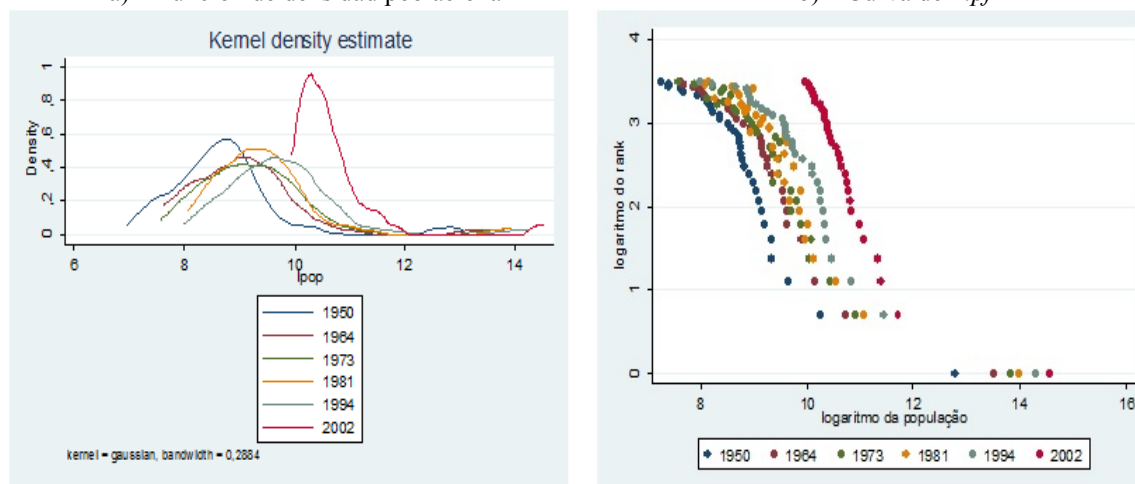 Kernel density estimate
Density
1
.8
.6
.4
.2
0
6 8 10 12 14
lpop
1950
1964
1973
1981
1994
2002
kernel = gaussian, bandwidth = 0,2884
logaritmo do rank
4
3
2
1
0
8 10 12 14 16
logaritmo da população
1950 1964 1973 1981 1994 2002